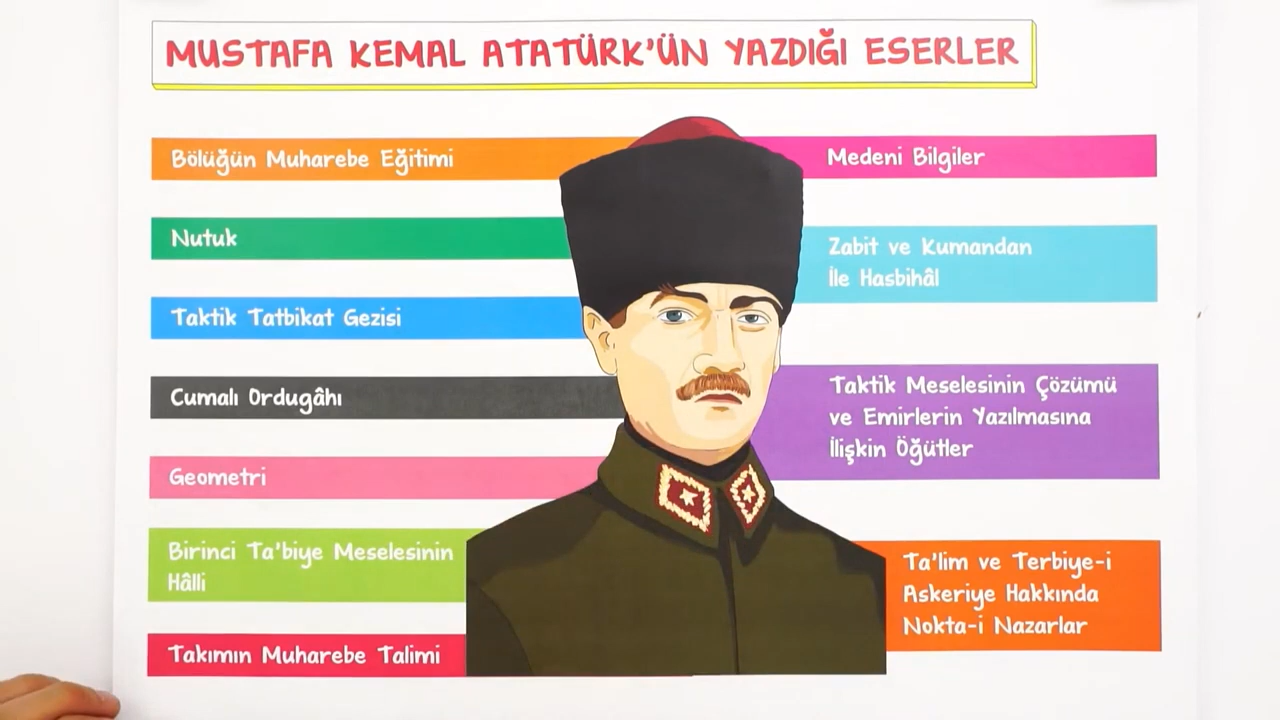 MUSTAFA KEMAL ATATÜRK'ÜN YAZDIĞI ESERLER
Bölüğün Muharebe Eğitimi
Nutuk
Taktik Tatbikat Gezisi
Cumalı Ordugâhı
Geometri
Birinci Ta'biye Meselesinin
Hâlli
Takımın Muharebe Talimi
Medeni Bilgiler
Zabit ve Kumandan
İle Hasbihâl
Taktik Meselesinin Çözümü
ve Emirlerin Yazılmasına
İlişkin Öğütler
Ta'lim ve Terbiye-i
Askeriye Hakkında
Nokta-i Nazarlar